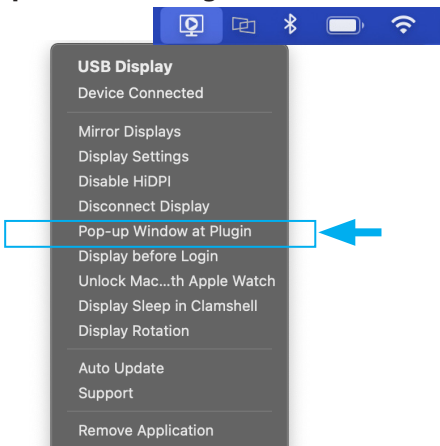 USB Display
Device Connected
Mirror Displays
Display Settings
Disable HiDPI
Disconnect Display
Pop-up Window at Plugin
Display before Login
Unlock Mac...th Apple Watch
Display Sleep in Clamshell
Display Rotation
Auto Update
Support
Remove Application